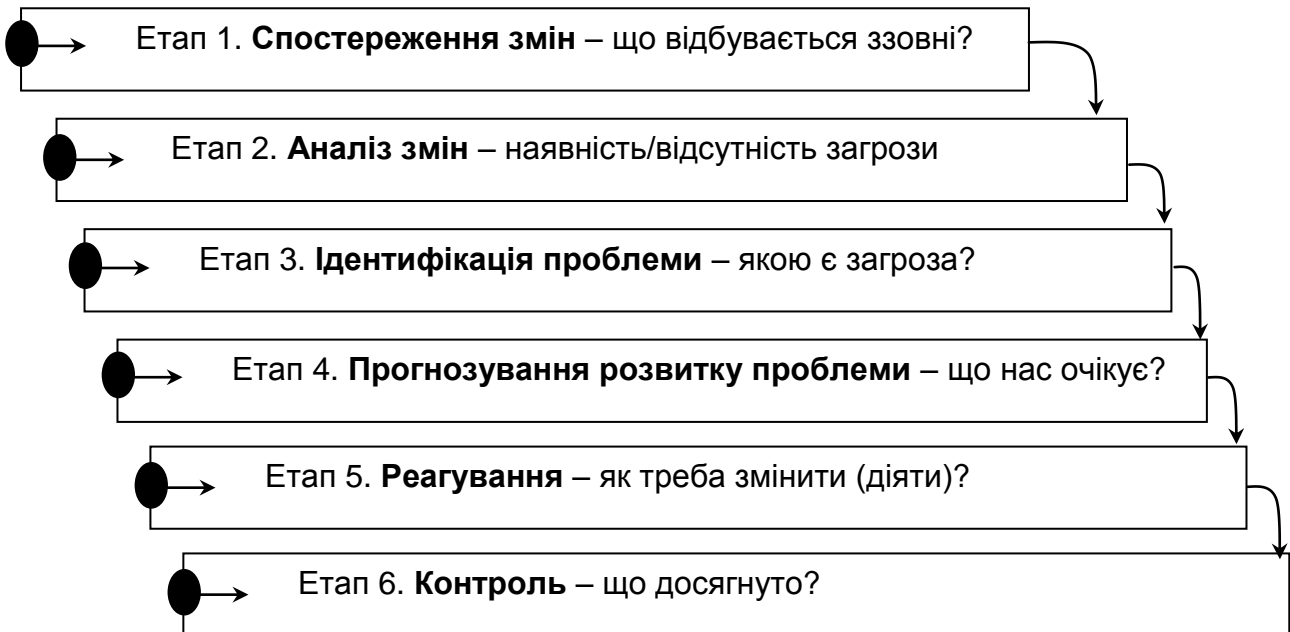 Етап 1. Спостереження змін – що відбувається ззовні?
Етап 2. Аналіз змін – наявність/відсутність загрози
Етап 3. Ідентифікація проблеми – якою є загроза?
Етап 4. Прогнозування розвитку проблеми – що нас очікує?
Етап 5. Реагування – як треба змінити (діяти)?
Етап 6. Контроль – що досягнуто?